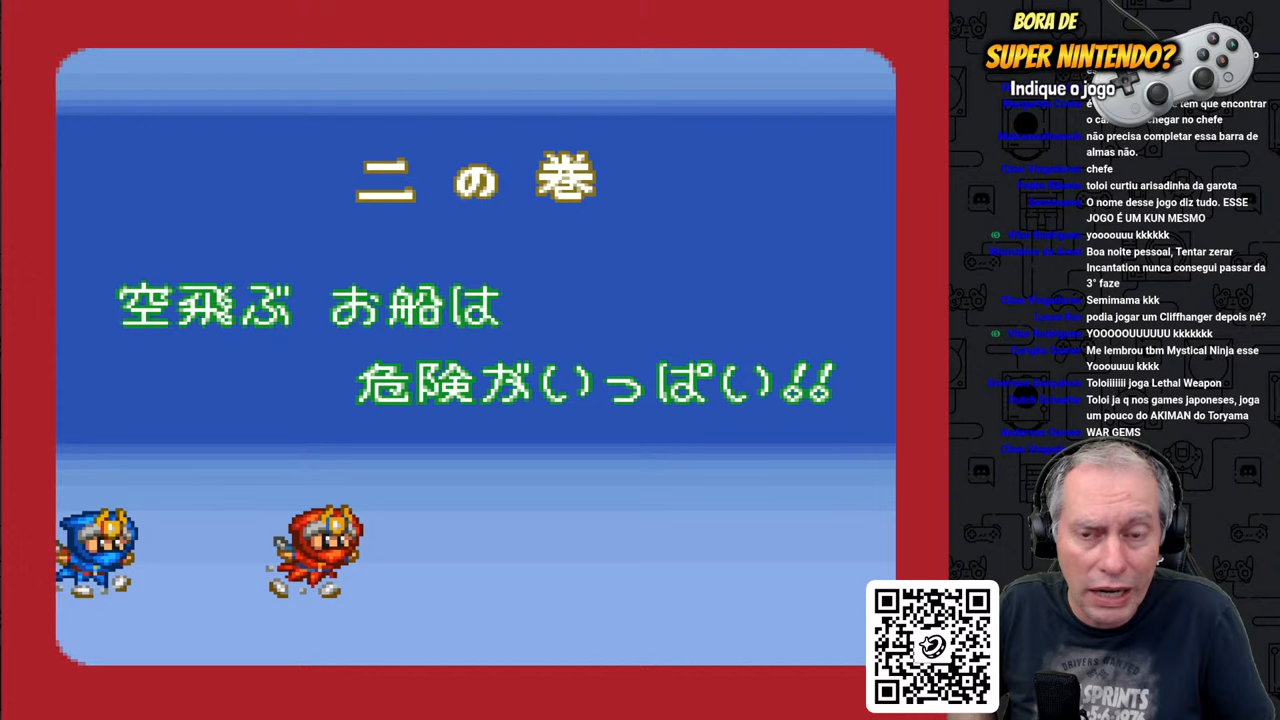 二の巻
空飛ぶ お船は
危険がいっぱい!!
BORA DE
SUPER NINTENDO?
Indique o jogo
tem que encontrar
chegar no chefe
não precisa completar essa barra de
almas não.
chefe
toloi curtiu arisadinha da garota
O nome desse jogo diz tudo. ESSE
JOGO É UM KUN MESMO
yoooouuu kkkkkk
Boa noite pessoal, Tentar zerar
Incantation nunca consegui passar da
3° faze
Semimama kkk
podia jogar um Cliffhanger depois né?
YOOOOOUUUUUU kkkkkkk
Me lembrou tbm Mystical Ninja esse
Yooouuuu kkkk
Toloiiiiiii joga Lethal Weapon
Toloi ja q nos games japoneses, joga
um pouco do AKIMAN do Toryama
WAR GEMS
DRIVERS WANTED
SPRINTS